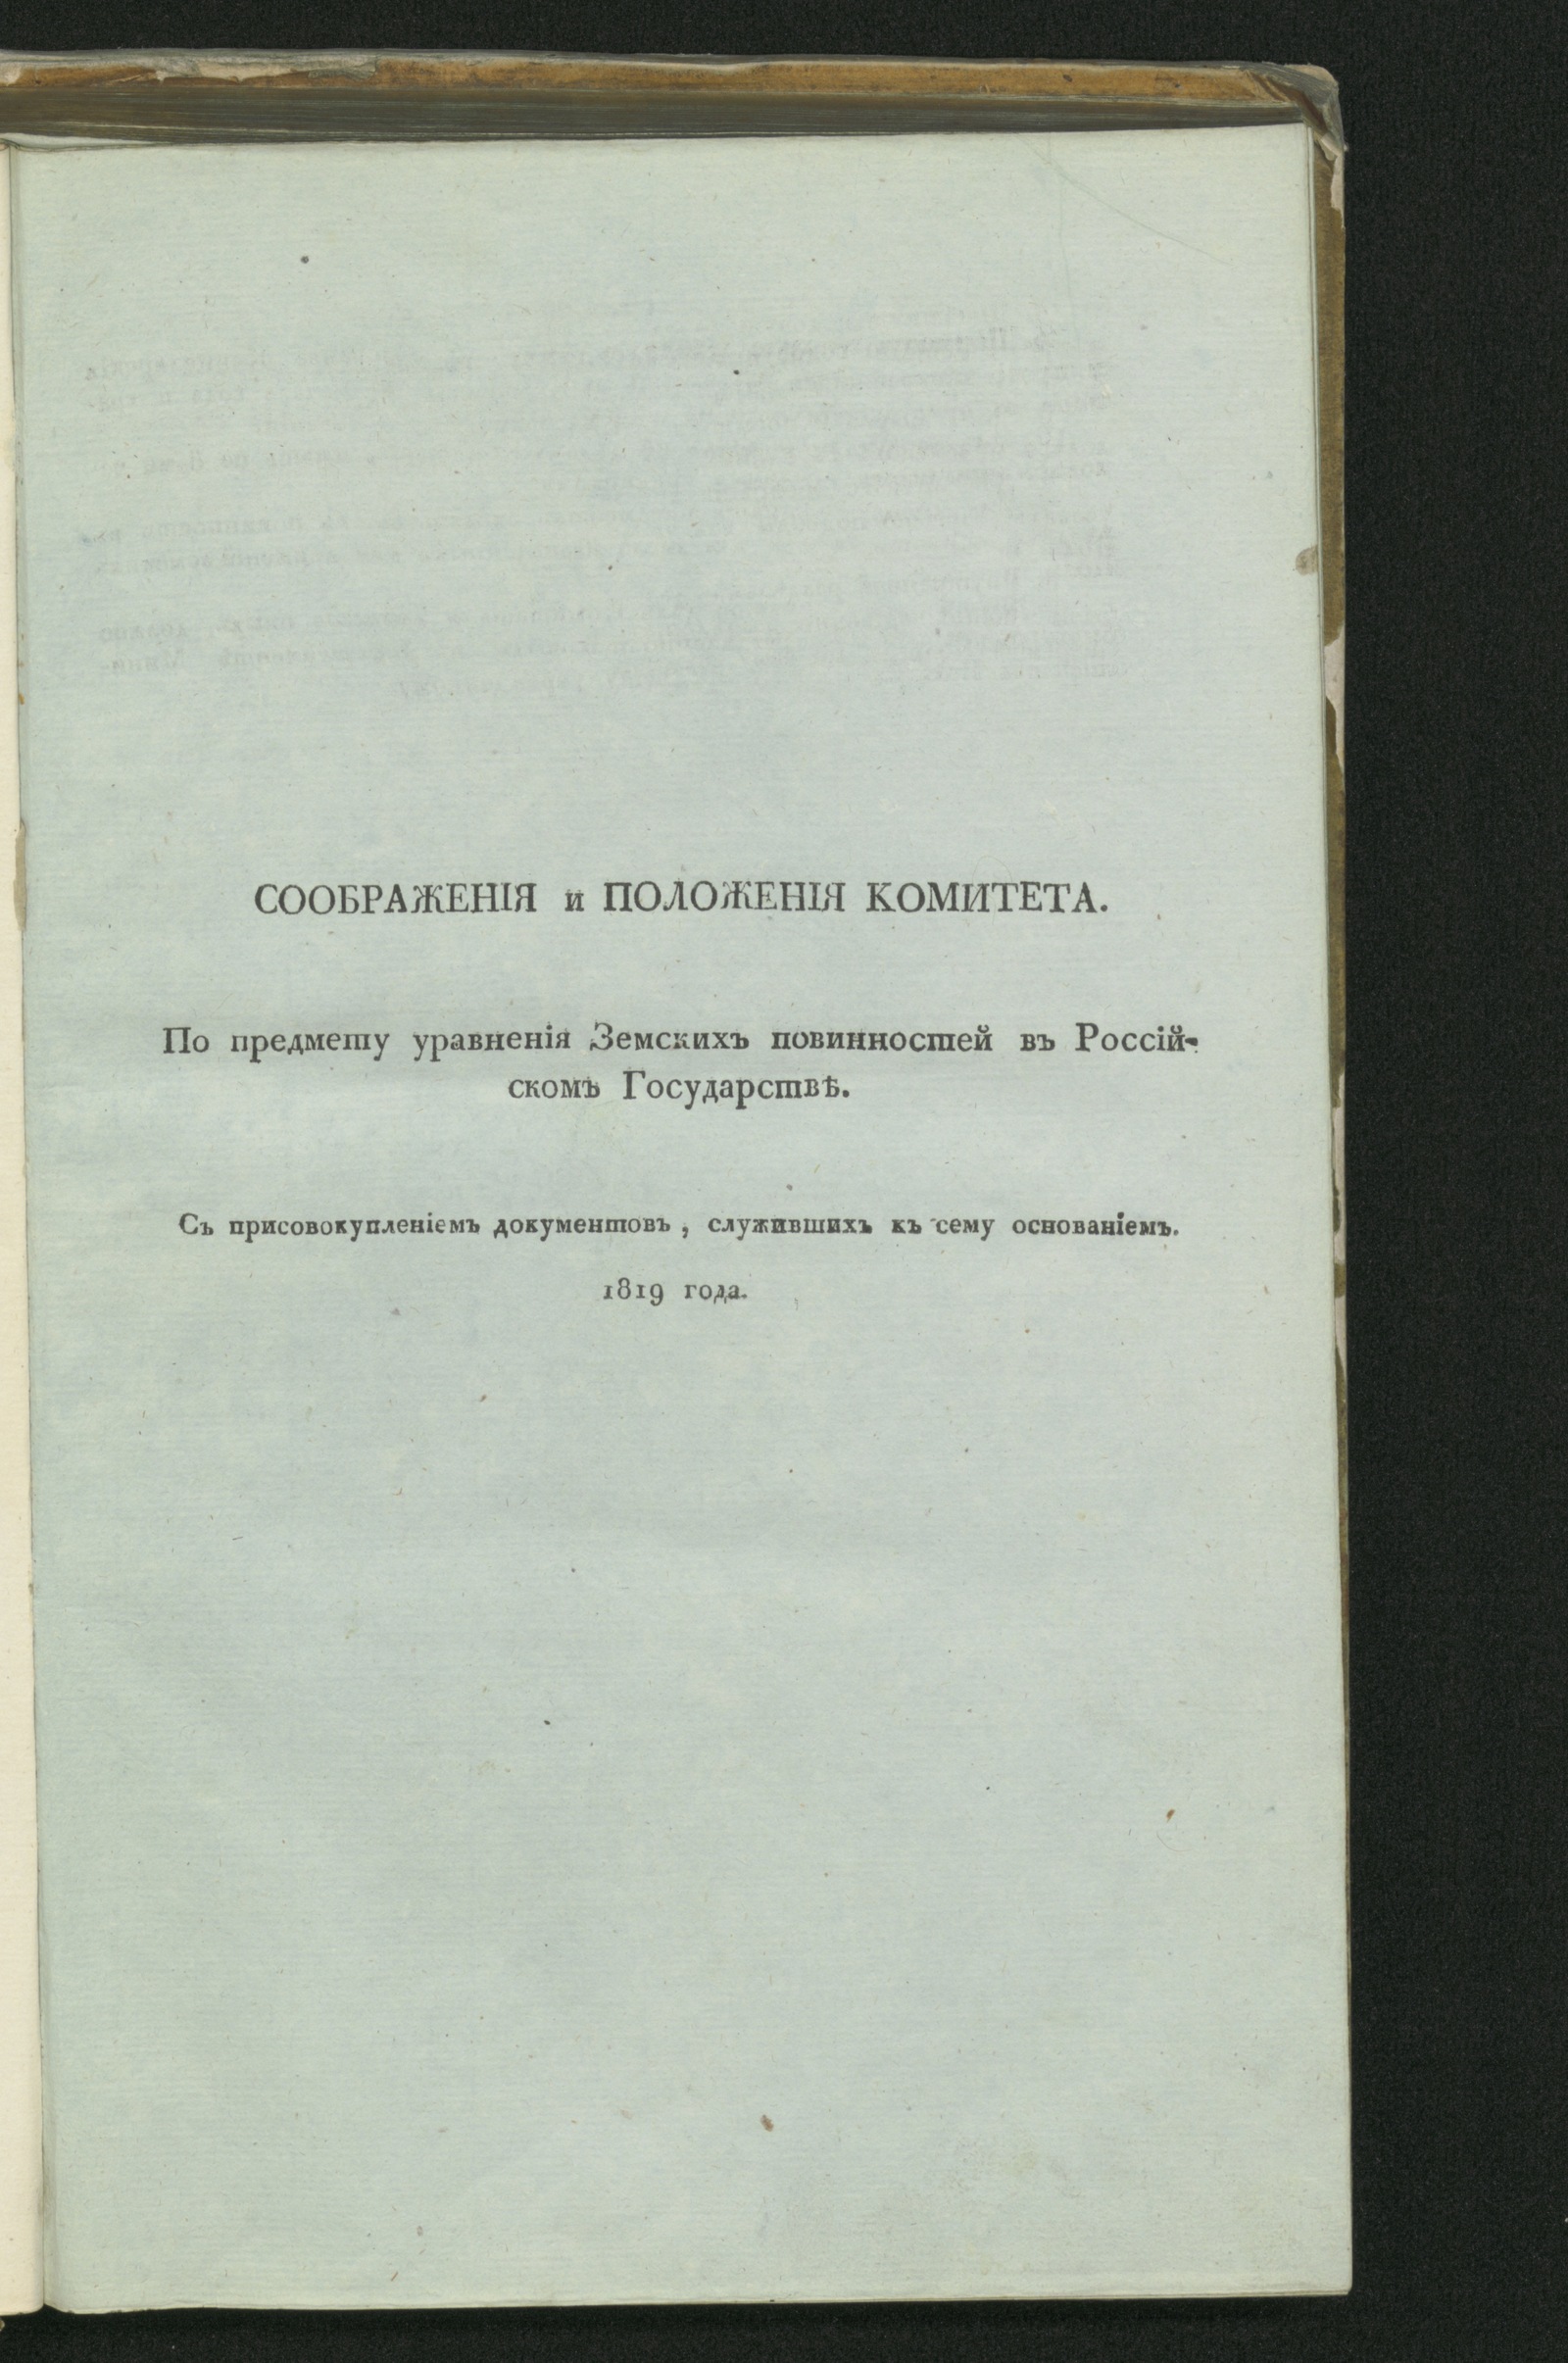 СООБРАЖЕНІЯ и ПОЛОЖЕНІЯ КОМИТЕТА.
По предмету уравненія Земскихъ повинностей въ Россій-
скомъ Государствѣ.
Съ присовокупленіемъ документовъ, служившихъ къ сему основаніемъ.
1819 года.